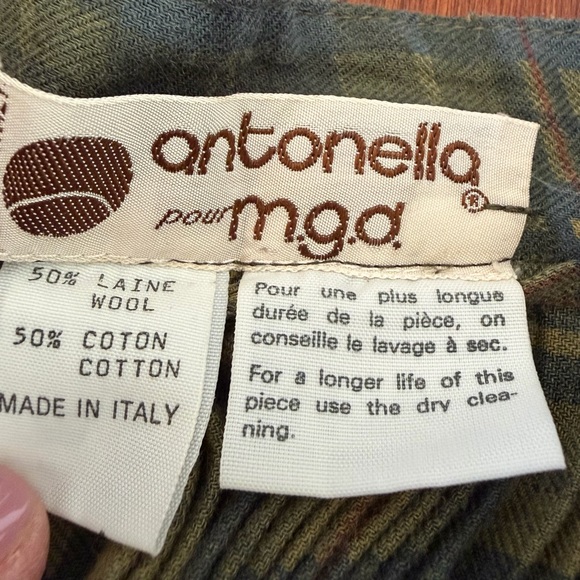 antonella®
pour m.g.d.
50% LAINE
WOOL
50% COTON
COTTON
MADE IN ITALY
Pour une plus longue
durée de la pièce, on
conseille le lavage à sec.
For a longer life of this
piece use the dry clea-
ning.